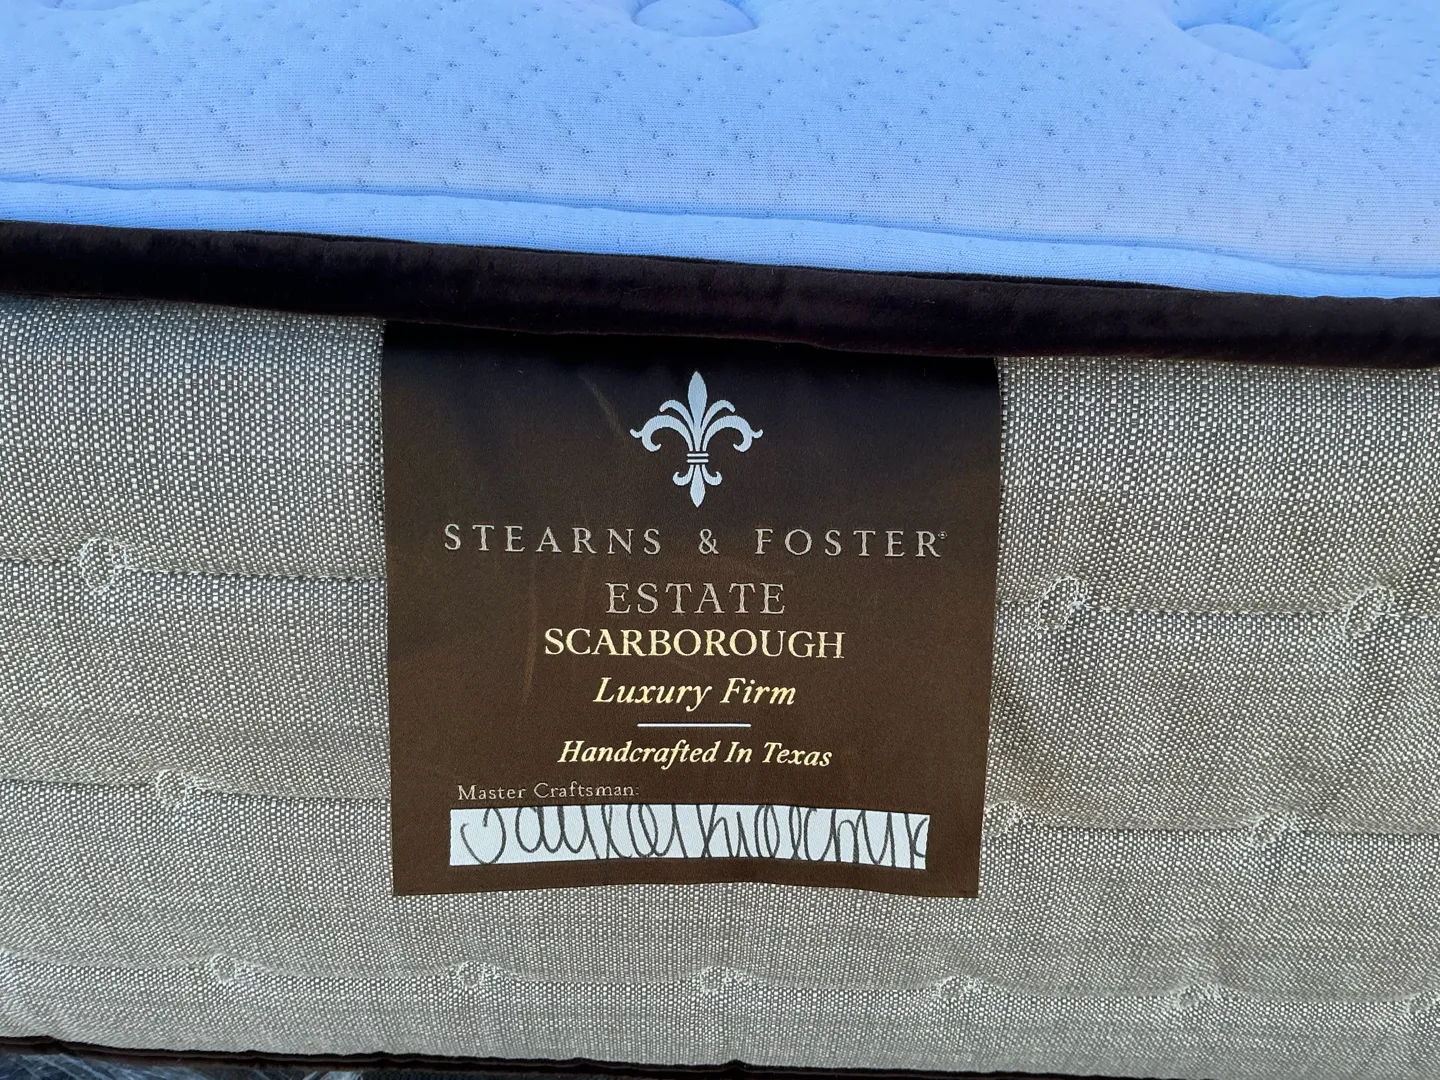 STEARNS & FOSTER®
ESTATE
SCARBOROUGH
Luxury Firm
Handcrafted In Texas
Master Craftsman: